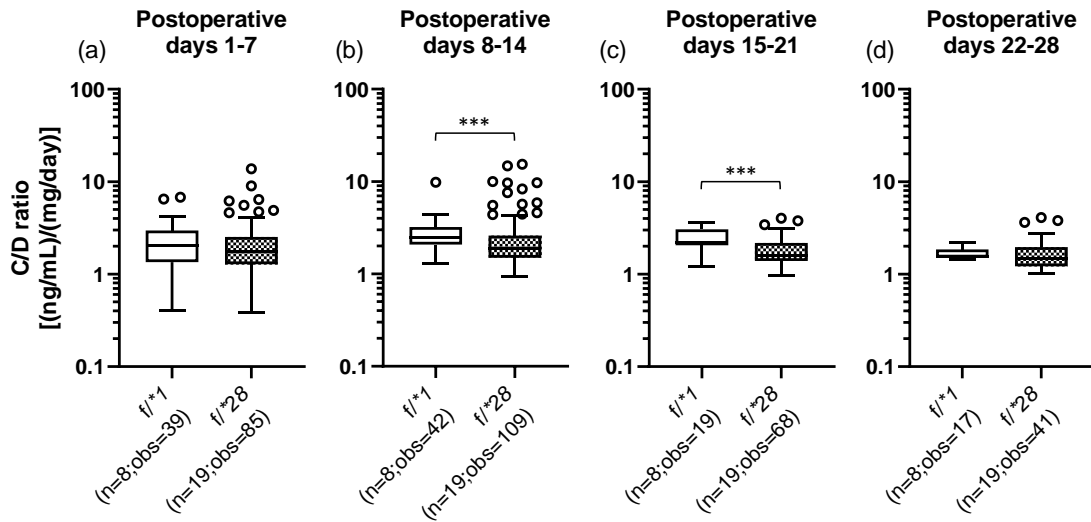 (a)
Postoperative
days 1-7
(b)
Postoperative
days 8-14
(c)
Postoperative
days 15-21
(d)
Postoperative
days 22-28
C/D ratio
[(ng/mL)/(mg/day)]
100
10
1
0.1
f/*1
(n=8;obs=39)
f/*28
(n=19;obs=85)
100
10
1
0.1
***
f/*1
(n=8;obs=42)
f/*28
(n=19;obs=109)
100
10
1
0.1
***
f/*1
(n=8;obs=19)
f/*28
(n=19;obs=68)
100
10
1
0.1
f/*1
(n=8;obs=17)
f/*28
(n=19;obs=41)